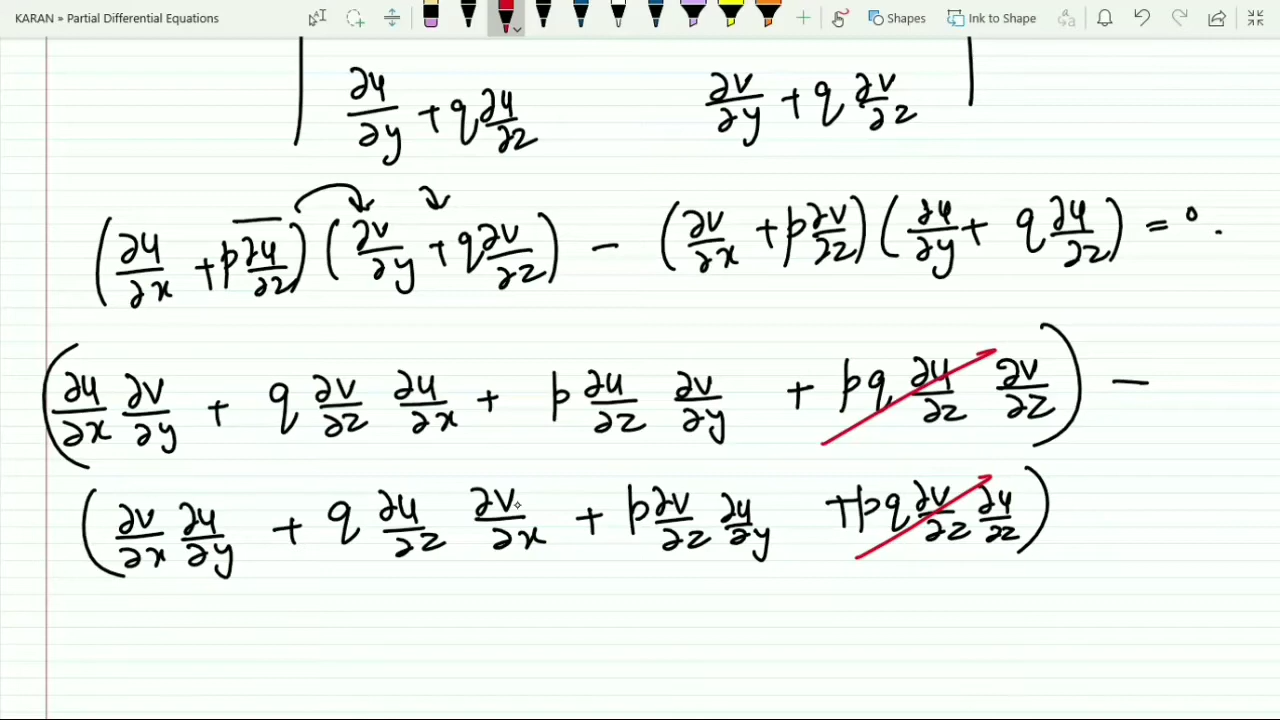 KARAN » Partial Differential Equations
Shapes
Ink to Shape
∂u/∂y + q ∂u/∂z    ∂v/∂y + q ∂v/∂z
(∂u/∂x + p ∂u/∂z) (∂v/∂y + q ∂v/∂z) − (∂v/∂x + p ∂v/∂z) (∂u/∂y + q ∂u/∂z) = 0.
(∂u/∂x ∂v/∂y + q ∂v/∂z ∂u/∂x + p ∂u/∂z ∂v/∂y + pq ∂u/∂z ∂v/∂z) −
(∂v/∂x ∂u/∂y + q ∂u/∂z ∂v/∂x + p ∂v/∂z ∂u/∂y + pq ∂v/∂z ∂u/∂z)